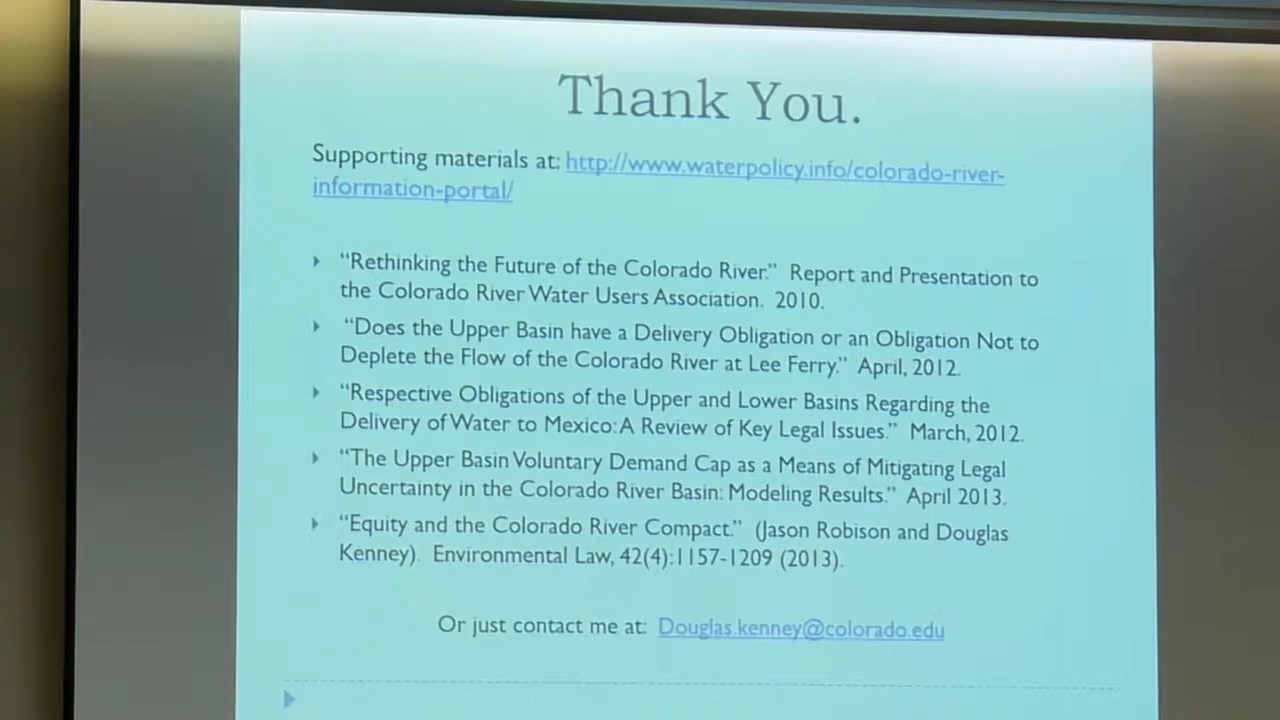 Thank You.
Supporting materials at: http://www.waterpolicy.info/colorado-river-
information-portal/
“Rethinking the Future of the Colorado River.”  Report and Presentation to
the Colorado River Water Users Association.  2010.
“Does the Upper Basin have a Delivery Obligation or an Obligation Not to
Deplete the Flow of the Colorado River at Lee Ferry.”  April, 2012.
“Respective Obligations of the Upper and Lower Basins Regarding the
Delivery of Water to Mexico: A Review of Key Legal Issues.”  March, 2012.
“The Upper Basin Voluntary Demand Cap as a Means of Mitigating Legal
Uncertainty in the Colorado River Basin: Modeling Results.”  April 2013.
“Equity and the Colorado River Compact.”  (Jason Robison and Douglas
Kenney).  Environmental Law, 42(4):1157-1209 (2013).
Or just contact me at:  Douglas.kenney@colorado.edu